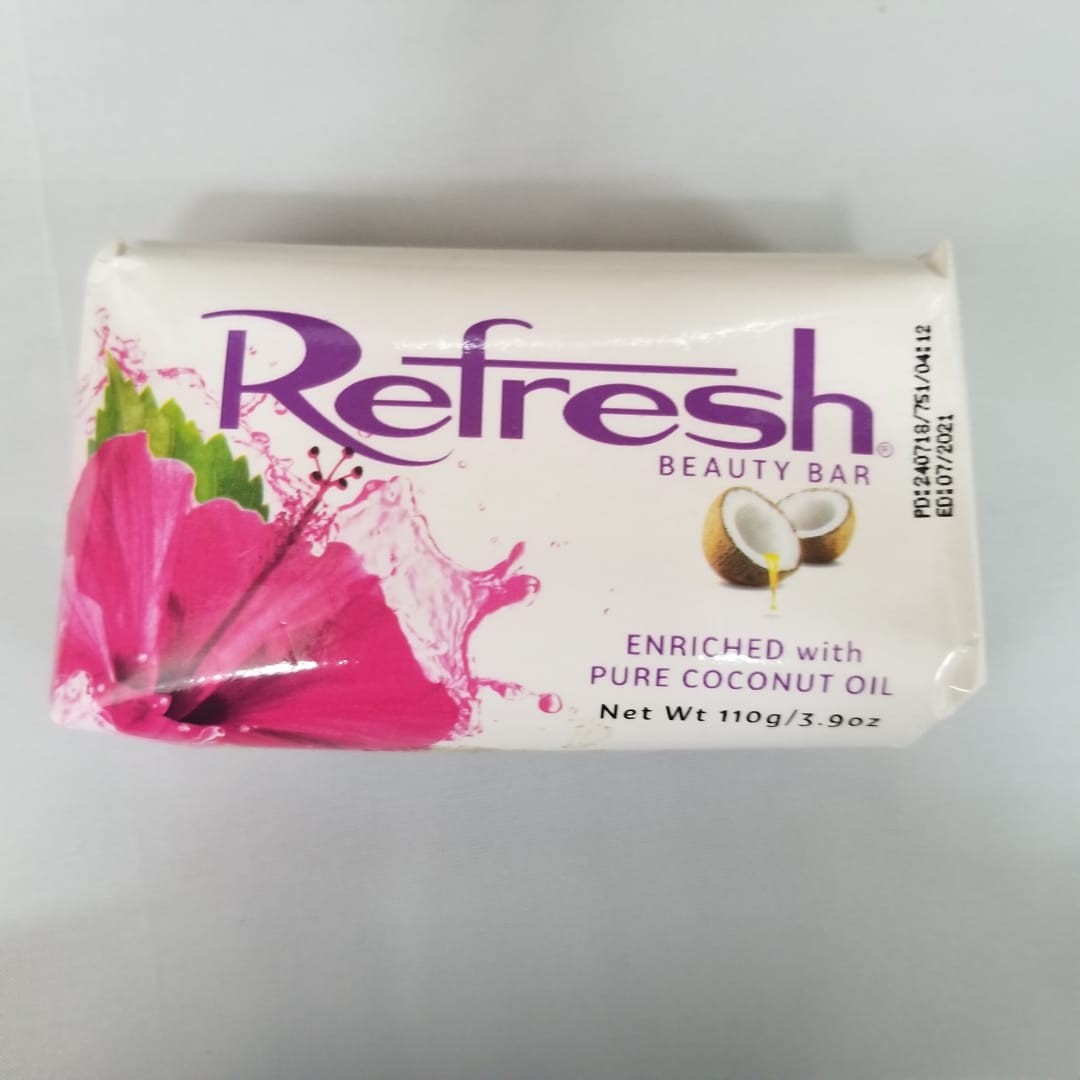 Refresh®
BEAUTY BAR
ENRICHED with
PURE COCONUT OIL
Net Wt 110g/3.9oz
PD:240718/751/04:12
ED:07/2021